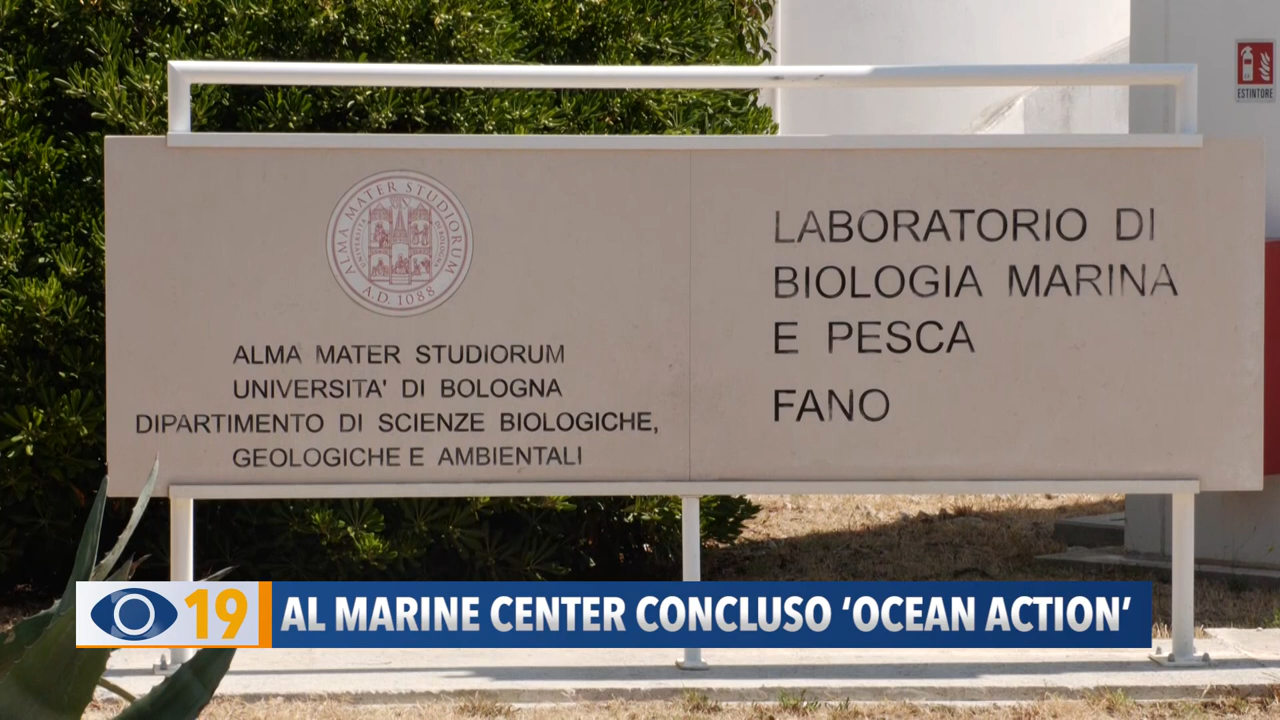 ESTINTORE
ALMA MATER STUDIORUM
A.D. 1088
ALMA MATER STUDIORUM
UNIVERSITA' DI BOLOGNA
DIPARTIMENTO DI SCIENZE BIOLOGICHE,
GEOLOGICHE E AMBIENTALI
LABORATORIO DI
BIOLOGIA MARINA
E PESCA
FANO
19
AL MARINE CENTER CONCLUSO ‘OCEAN ACTION’